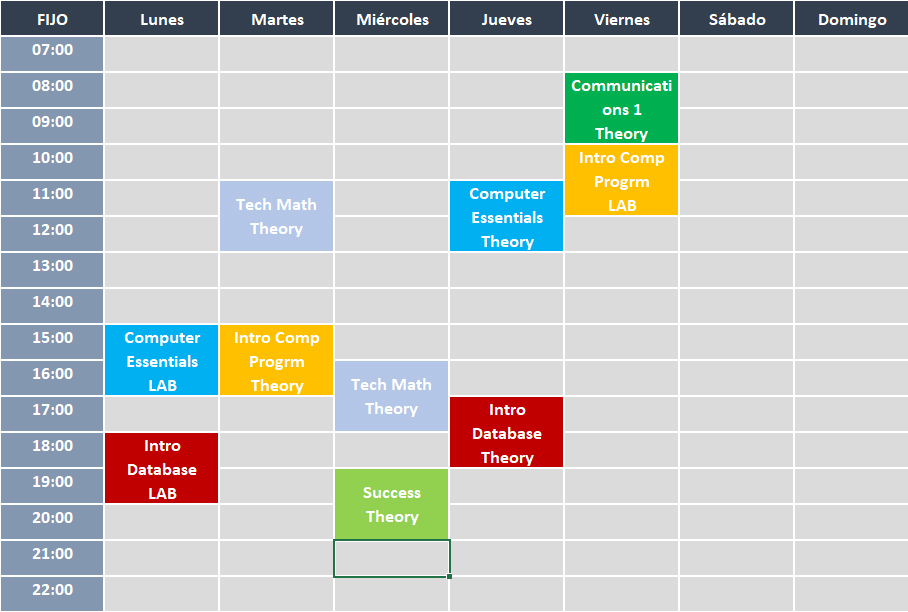 FIJO Lunes Martes Miércoles Jueves Viernes Sábado Domingo
07:00
08:00
Communicati
ons 1
Theory
09:00
10:00
Intro Comp
Progrm
LAB
11:00
Tech Math
Theory
Computer
Essentials
Theory
12:00
13:00
14:00
15:00
Computer
Essentials
LAB
Intro Comp
Progrm
Theory
16:00
Tech Math
Theory
17:00
Intro
Database
Theory
18:00
Intro
Database
LAB
19:00
Success
Theory
20:00
21:00
22:00